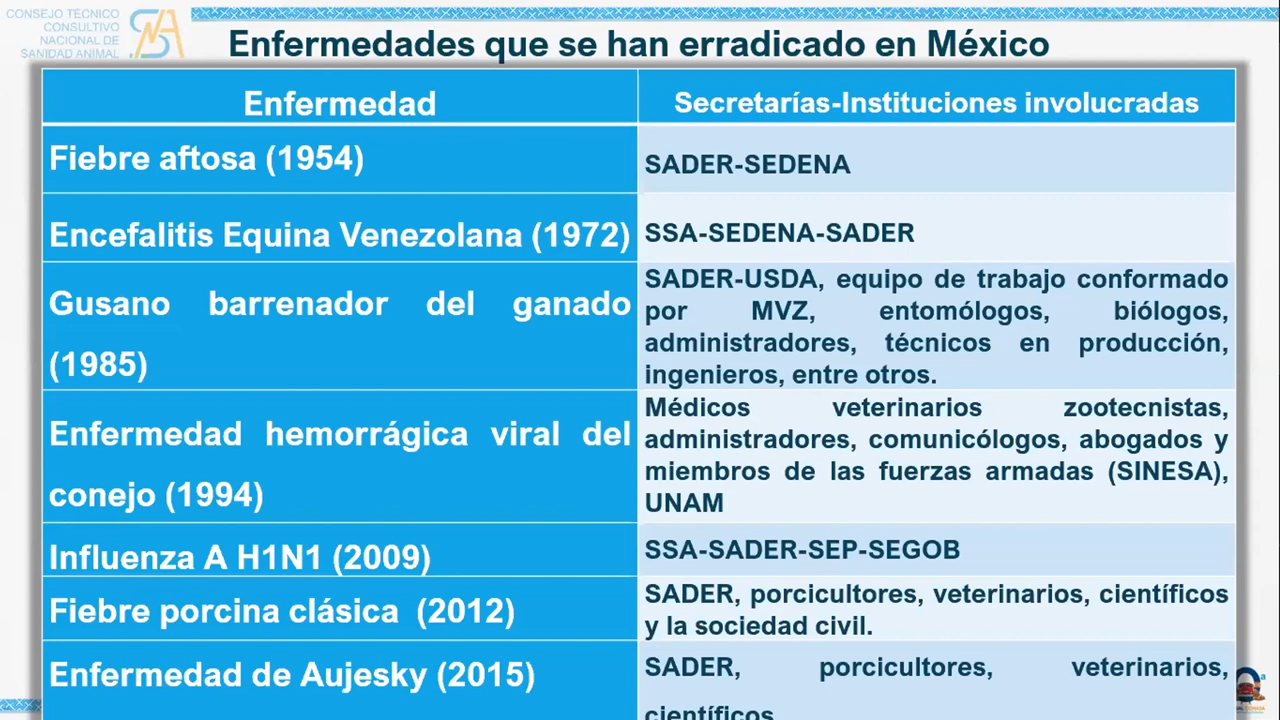 CONSEJO TÉCNICO
CONSULTIVO
NACIONAL DE
SANIDAD ANIMAL
Enfermedades que se han erradicado en México
Enfermedad
Secretarías-Instituciones involucradas
Fiebre aftosa (1954)
SADER-SEDENA
Encefalitis Equina Venezolana (1972)
SSA-SEDENA-SADER
Gusano barrenador del ganado
(1985)
SADER-USDA, equipo de trabajo conformado
por MVZ, entomólogos, biólogos,
administradores, técnicos en producción,
ingenieros, entre otros.
Enfermedad hemorrágica viral del
conejo (1994)
Médicos veterinarios zootecnistas,
administradores, comunicólogos, abogados y
miembros de las fuerzas armadas (SINESA),
UNAM
Influenza A H1N1 (2009)
SSA-SADER-SEP-SEGOB
Fiebre porcina clásica (2012)
SADER, porcicultores, veterinarios, científicos
y la sociedad civil.
Enfermedad de Aujesky (2015)
SADER, porcicultores, veterinarios,
científicos